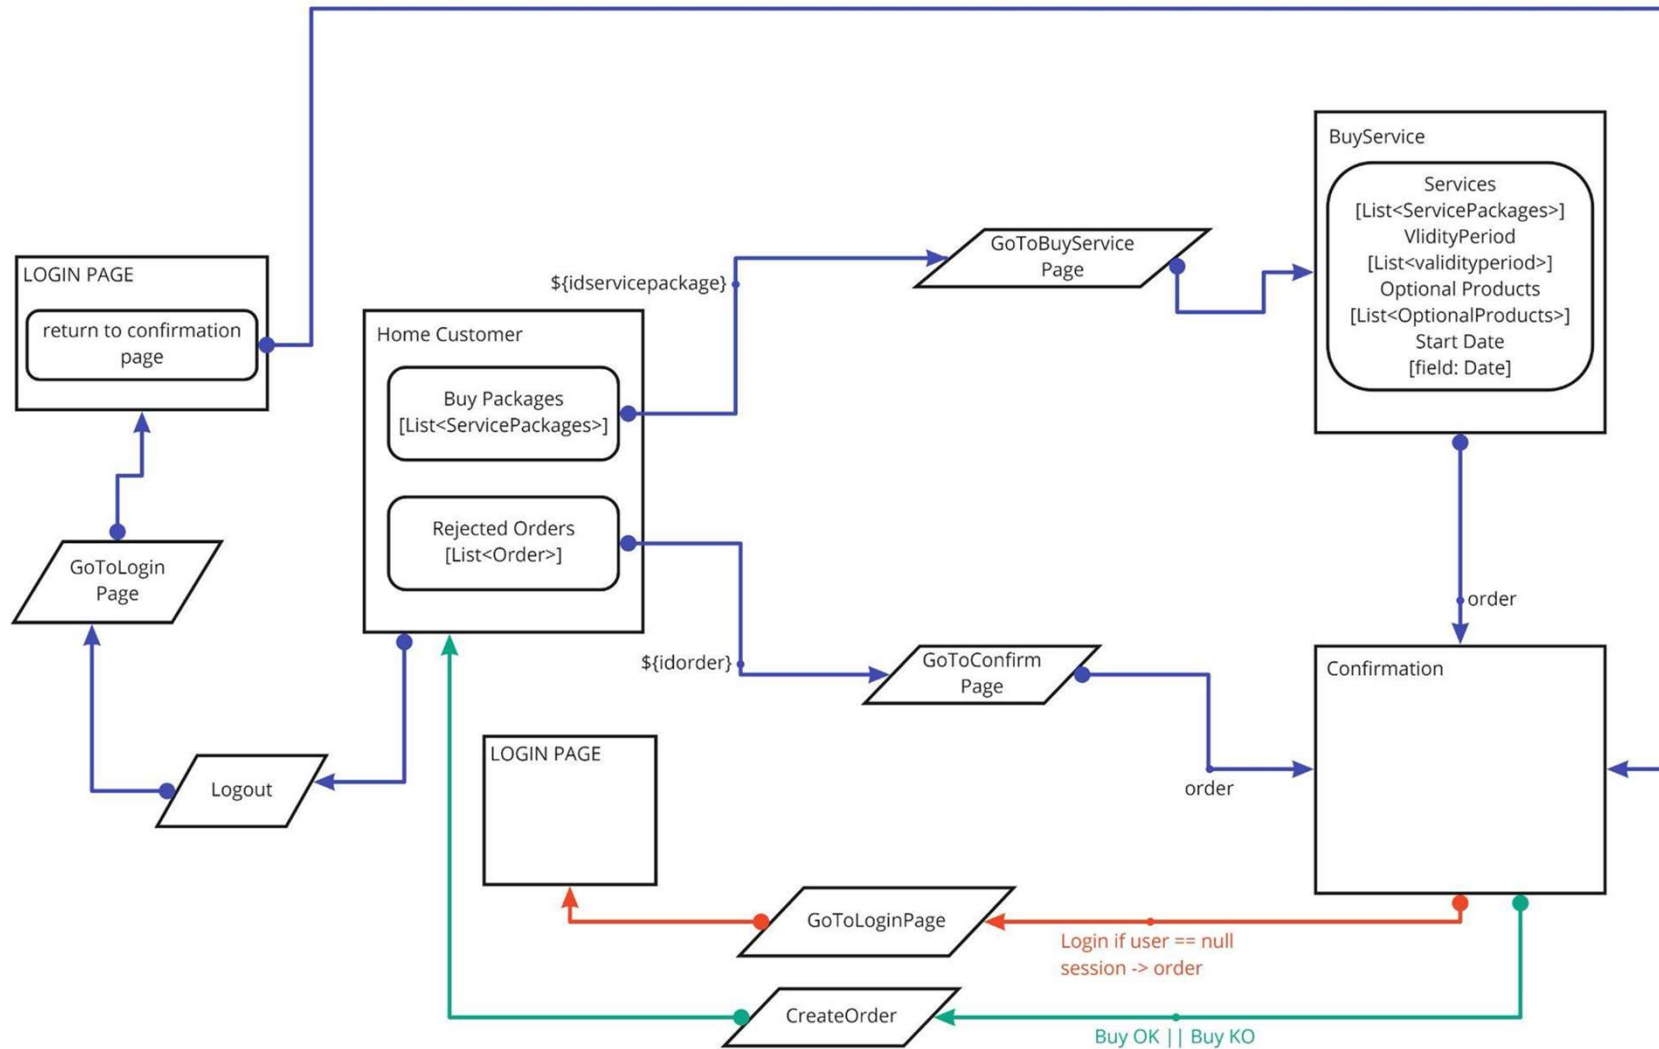 LOGIN PAGE
return to confirmation
page
GoToLogin
Page
Logout
Home Customer
Buy Packages
[List<ServicePackages>]
Rejected Orders
[List<Order>]
${idservicepackage}
GoToBuyService
Page
BuyService
Services
[List<ServicePackages>]
VlidityPeriod
[List<validityperiod>]
Optional Products
[List<OptionalProducts>]
Start Date
[field: Date]
order
${idorder}
GoToConfirm
Page
order
Confirmation
LOGIN PAGE
GoToLoginPage
Login if user == null
session -> order
CreateOrder
Buy OK || Buy KO